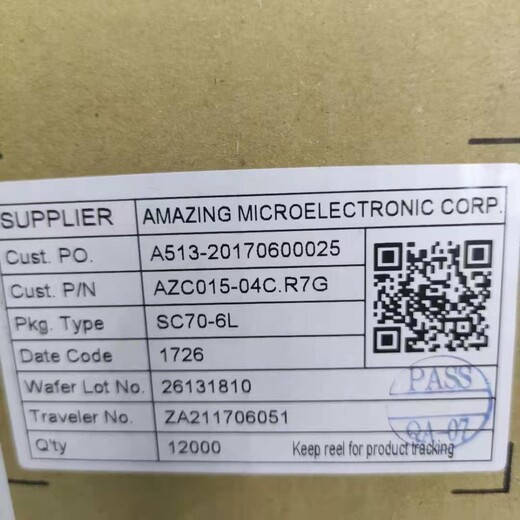 SUPPLIER AMAZING MICROELECTRONIC CORP.
Cust. PO. A513-20170600025
Cust. P/N AZC015-04C.R7G
Pkg. Type SC70-6L
Date Code 1726
Wafer Lot No. 26131810
PASS
Traveler No. ZA211706051
QA-07
Q'ty 12000 Keep reel for product tracking